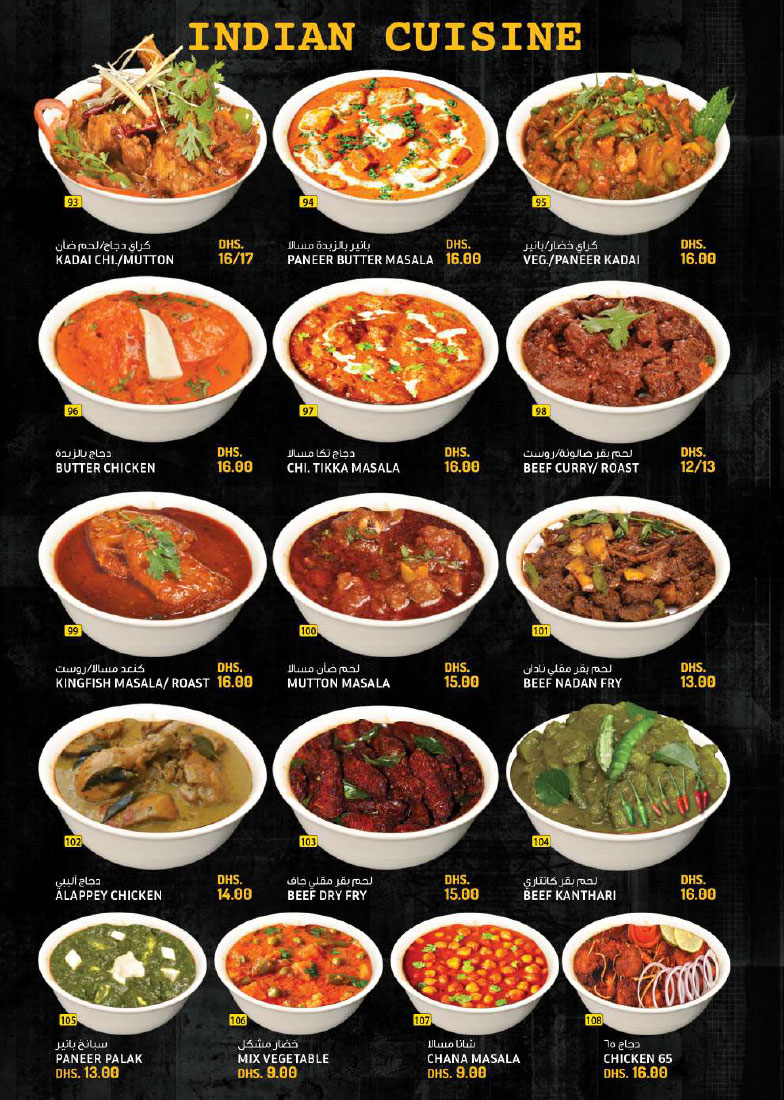 INDIAN CUISINE
93
94
95
كراي دجاج/لحم ضأن
DHS.
KADAI CHI./MUTTON 16/17
بانير بالزبدة مسالا
DHS.
PANEER BUTTER MASALA 16.00
كراي خضار/بانير
DHS.
VEG./PANEER KADAI 16.00
96
97
98
دجاج بالزبدة
DHS.
BUTTER CHICKEN 16.00
دجاج تكا مسالا
DHS.
CHI. TIKKA MASALA 16.00
لحم بقر صالونة/روست
DHS.
BEEF CURRY/ ROAST 12/13
99
100
101
كنعد مسالا/روست
DHS.
KINGFISH MASALA/ ROAST 16.00
لحم ضأن مسالا
DHS.
MUTTON MASALA 15.00
لحم بقر مقلي نادان
DHS.
BEEF NADAN FRY 13.00
102
103
104
دجاج أليبي
DHS.
ALAPPEY CHICKEN 14.00
لحم بقر مقلي جاف
DHS.
BEEF DRY FRY 15.00
لحم بقر كانتاري
DHS.
BEEF KANTHARI 16.00
105
106
107
108
سبانخ بانير
PANEER PALAK
DHS. 13.00
خضار مشكل
MIX VEGETABLE
DHS. 9.00
شانا مسالا
CHANA MASALA
DHS. 9.00
دجاج ٦٥
CHICKEN 65
DHS. 16.00